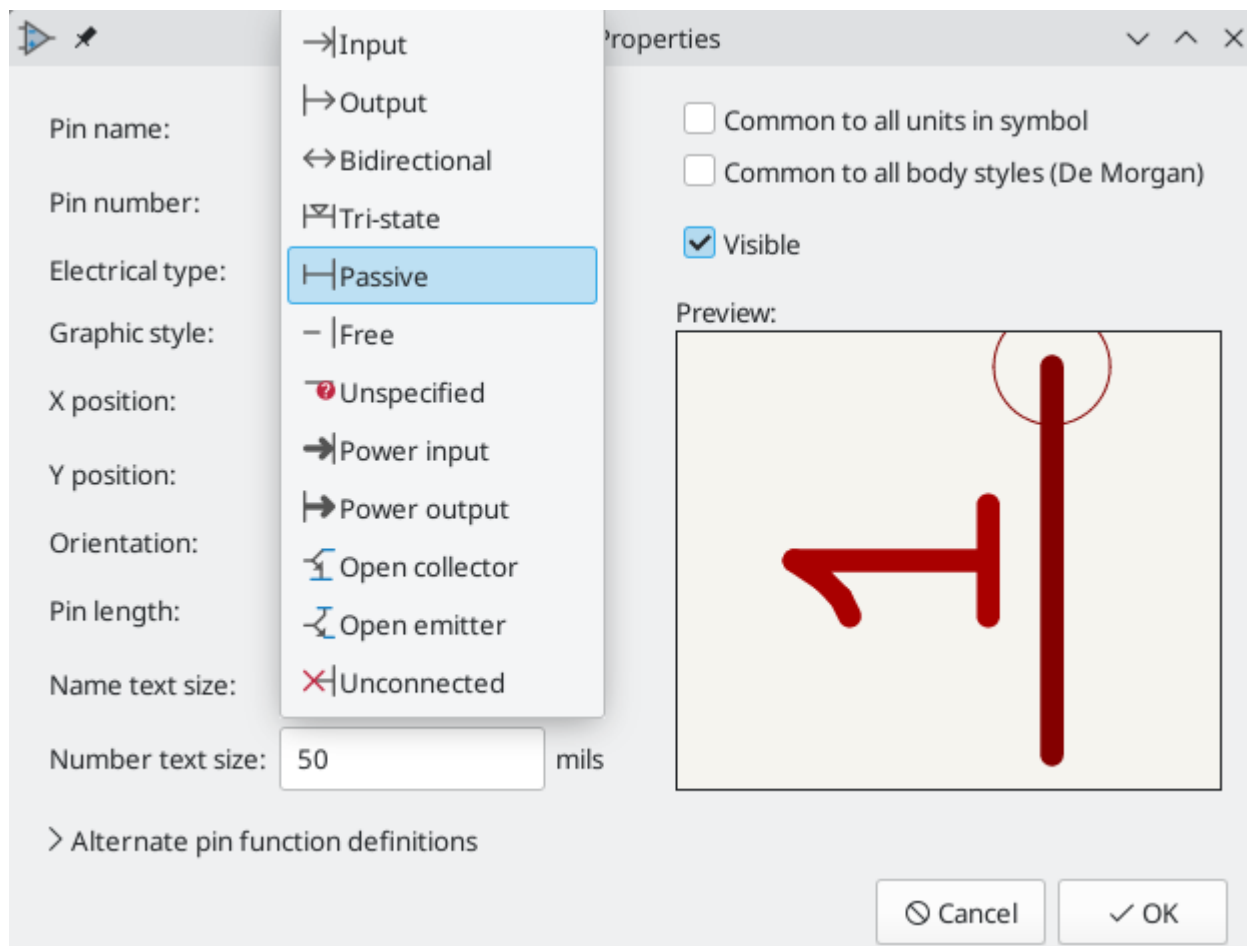 Properties
Pin name:
Pin number:
Electrical type:
Graphic style:
X position:
Y position:
Orientation:
Pin length:
Name text size:
Number text size: 50 mils
Alternate pin function definitions
Input
Output
Bidirectional
Tri-state
Passive
Free
Unspecified
Power input
Power output
Open collector
Open emitter
Unconnected
Common to all units in symbol
Common to all body styles (De Morgan)
Visible
Preview:
1
Cancel
OK